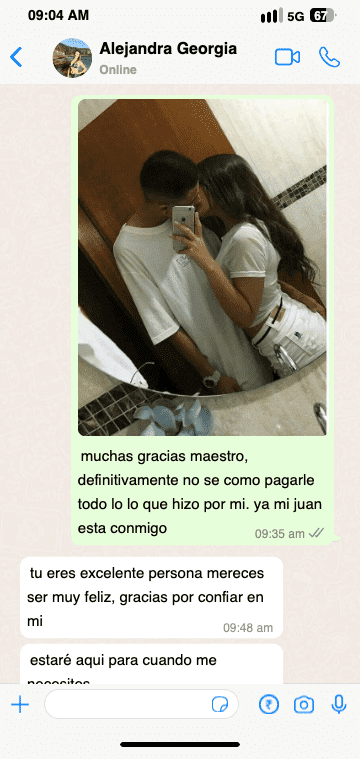 09:04 AM
5G
67
Alejandra Georgia
Online
muchas gracias maestro,
definitivamente no se como pagarle
todo lo lo que hizo por mi. ya mi juan
esta conmigo
09:35 am
tu eres excelente persona mereces
ser muy feliz, gracias por confiar en
mi
09:48 am
estaré aqui para cuando me
necesites
₹